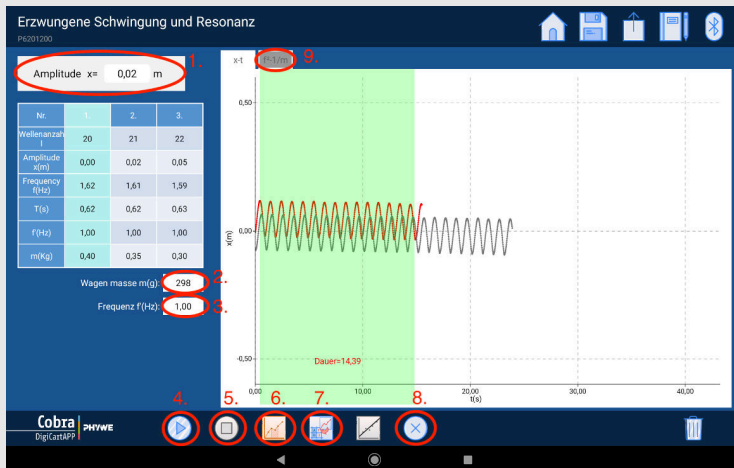 Erzwungene Schwingung und Resonanz
P6201200
1.
Amplitude x= 0,02 m
x-t f²-1/m 9.
Nr. 1. 2. 3.
Wellenanzah
l 20 21 22
Amplitude
x(m) 0,00 0,02 0,05
Frequency
f(Hz) 1,62 1,61 1,59
T(s) 0,62 0,62 0,63
f'(Hz) 1,00 1,00 1,00
m(Kg) 0,40 0,35 0,30
Wagen masse m(g): 298 2.
Frequenz f'(Hz): 1,00 3.
0,50
0,00
-0,50
x(m)
Dauer=14,39
0,00 10,00 20,00 30,00 40,00
t(s)
4. 5. 6. 7. 8.
Cobra
DigiCartAPP PHYWE